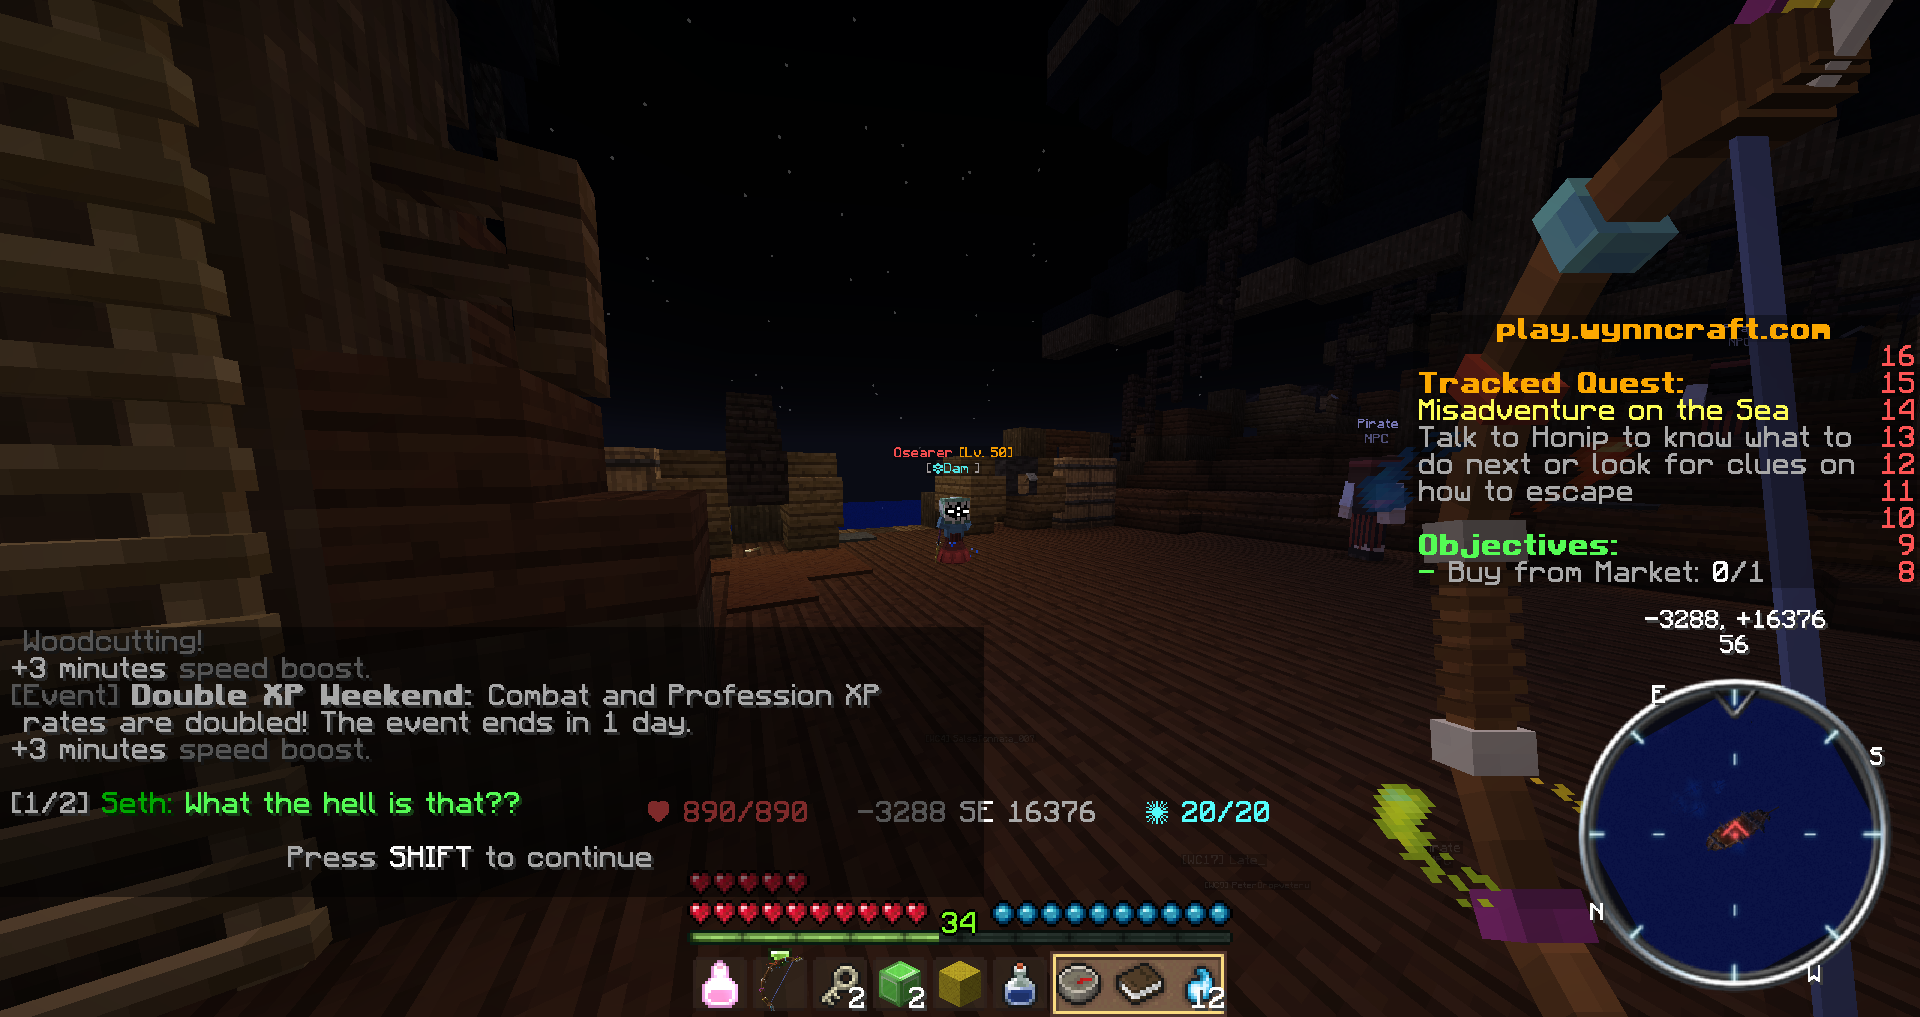 play.wynncraft.com
16
Tracked Quest: 15
Misadventure on the Sea 14
Talk to Honip to know what to 13
do next or look for clues on 12
how to escape 11
10
Objectives: 9
- Buy from Market: 0/1 8
-3288, +16376
56
Pirate
NPC
Osearer [Lv. 50]
[❄Dam ]
Woodcutting!
+3 minutes speed boost.
[Event] Double XP Weekend: Combat and Profession XP
rates are doubled! The event ends in 1 day.
+3 minutes speed boost.
[1/2] Seth: What the hell is that??
Press SHIFT to continue
890/890 -3288 SE 16376 20/20
34
2 2 12
E
S
N
W